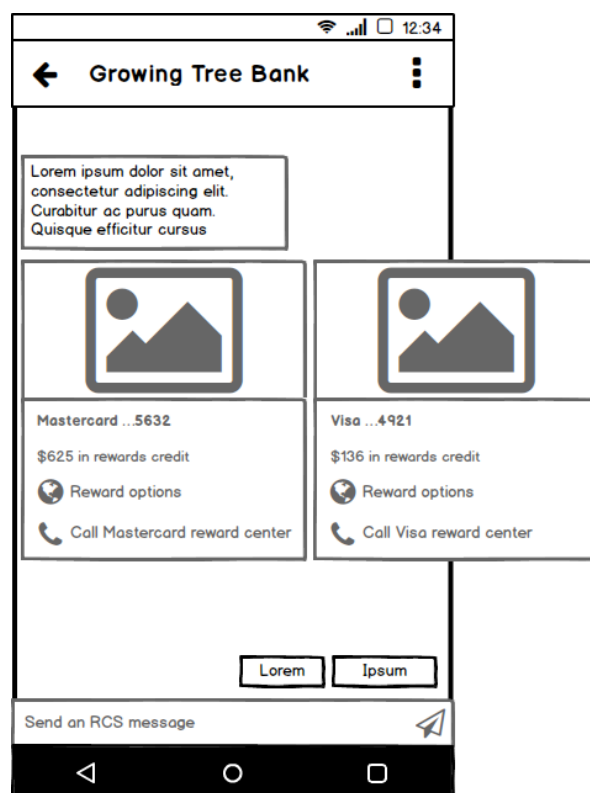 12:34
Growing Tree Bank
Lorem ipsum dolor sit amet,
consectetur adipiscing elit.
Curabitur ac purus quam.
Quisque efficitur cursus
Mastercard ...5632
$625 in rewards credit
Reward options
Call Mastercard reward center
Visa ...4921
$136 in rewards credit
Reward options
Call Visa reward center
Lorem
Ipsum
Send an RCS message